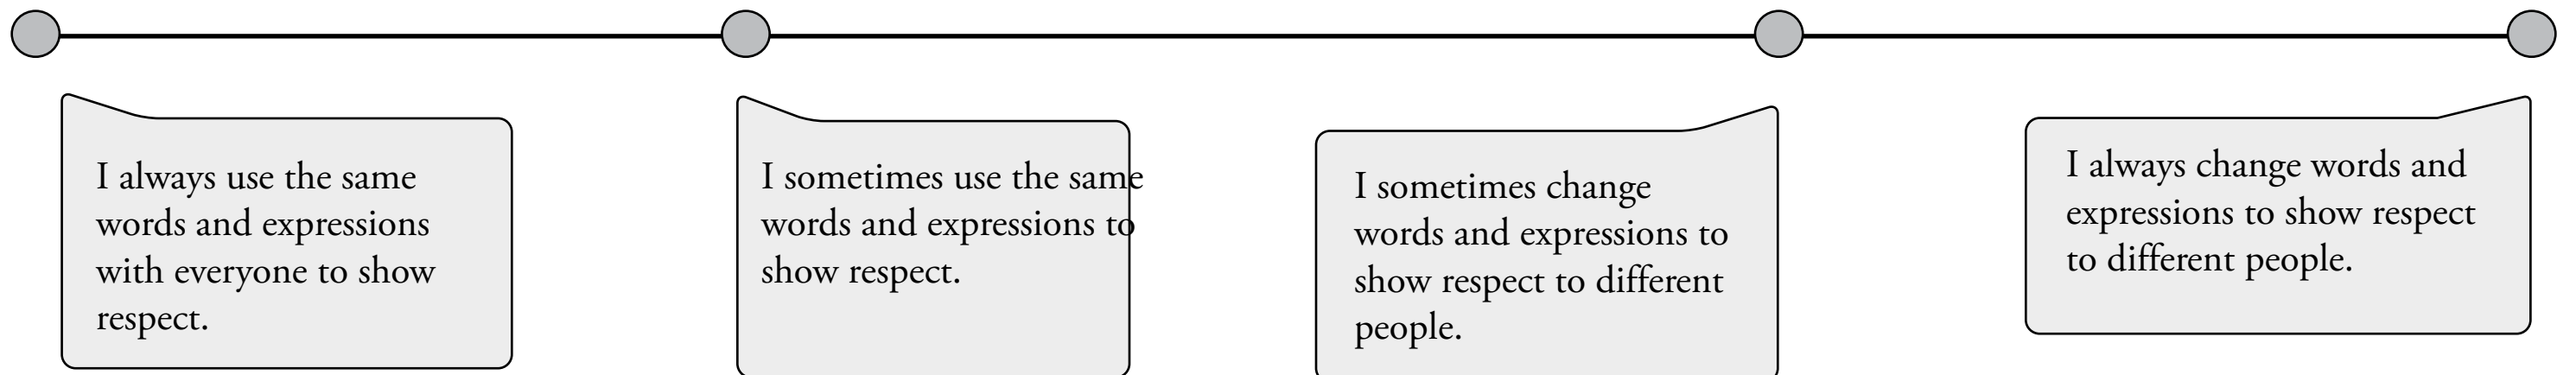 I always use the same
words and expressions
with everyone to show
respect.
I sometimes use the same
words and expressions to
show respect.
I sometimes change
words and expressions to
show respect to different
people.
I always change words and
expressions to show respect
to different people.